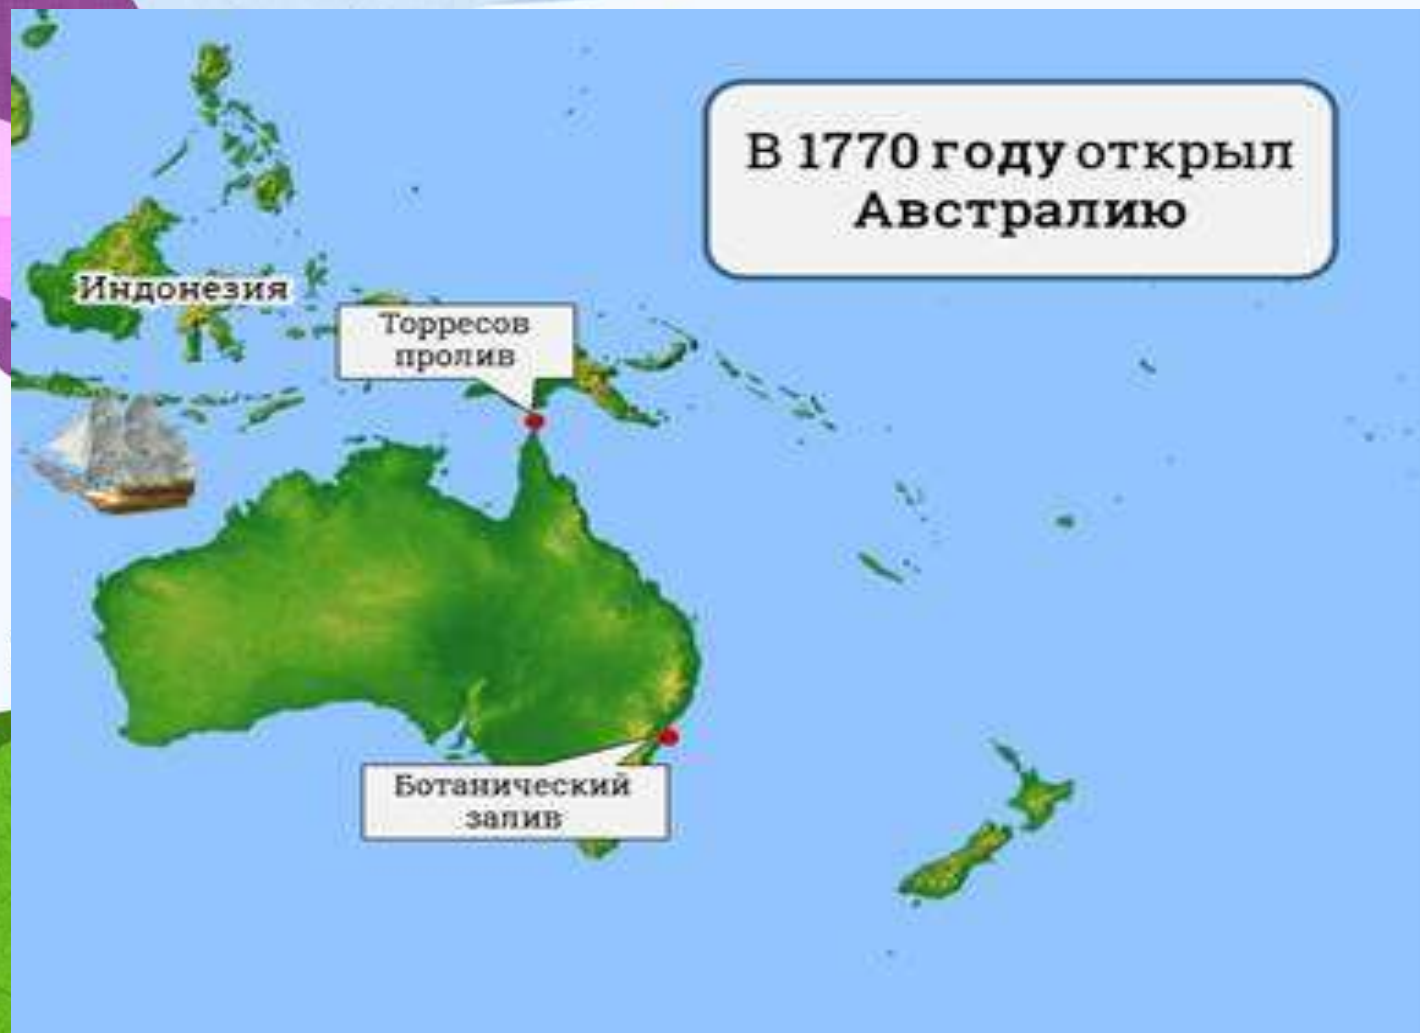 В 1770 году открыл
Австралию
Индонезия
Торресов
пролив
Ботанический
залив